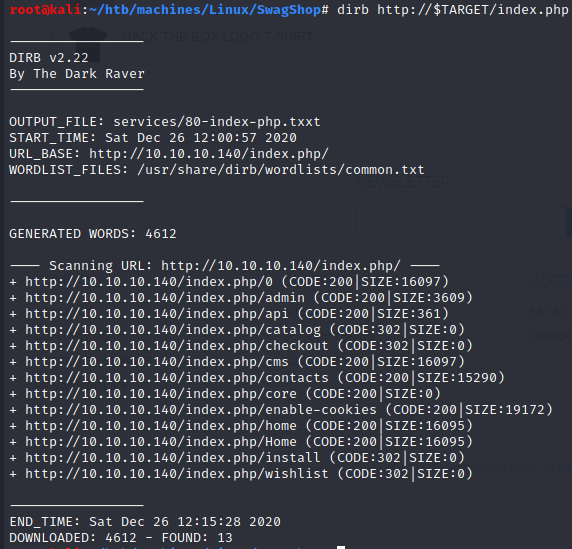 root@kali:~/htb/machines/Linux/SwagShop# dirb http://$TARGET/index.php
HACK THE BOX LOGO T-SHIRT
-----------------
DIRB v2.22
By The Dark Raver
-----------------
OUTPUT_FILE: services/80-index-php.txxt
START_TIME: Sat Dec 26 12:00:57 2020
URL_BASE: http://10.10.10.140/index.php/
WORDLIST_FILES: /usr/share/dirb/wordlists/common.txt
NEWSLETTER
-----------------
GENERATED WORDS: 4612
---- Scanning URL: http://10.10.10.140/index.php/ ----
+ http://10.10.10.140/index.php/0 (CODE:200|SIZE:16097)
+ http://10.10.10.140/index.php/admin (CODE:200|SIZE:3609)
+ http://10.10.10.140/index.php/api (CODE:200|SIZE:361)
+ http://10.10.10.140/index.php/catalog (CODE:302|SIZE:0)
+ http://10.10.10.140/index.php/checkout (CODE:302|SIZE:0)
+ http://10.10.10.140/index.php/cms (CODE:200|SIZE:16097)
+ http://10.10.10.140/index.php/contacts (CODE:200|SIZE:15290)
+ http://10.10.10.140/index.php/core (CODE:200|SIZE:0)
+ http://10.10.10.140/index.php/enable-cookies (CODE:200|SIZE:19172)
+ http://10.10.10.140/index.php/home (CODE:200|SIZE:16095)
+ http://10.10.10.140/index.php/Home (CODE:200|SIZE:16095)
+ http://10.10.10.140/index.php/install (CODE:302|SIZE:0)
+ http://10.10.10.140/index.php/wishlist (CODE:302|SIZE:0)
-----------------
END_TIME: Sat Dec 26 12:15:28 2020
DOWNLOADED: 4612 - FOUND: 13